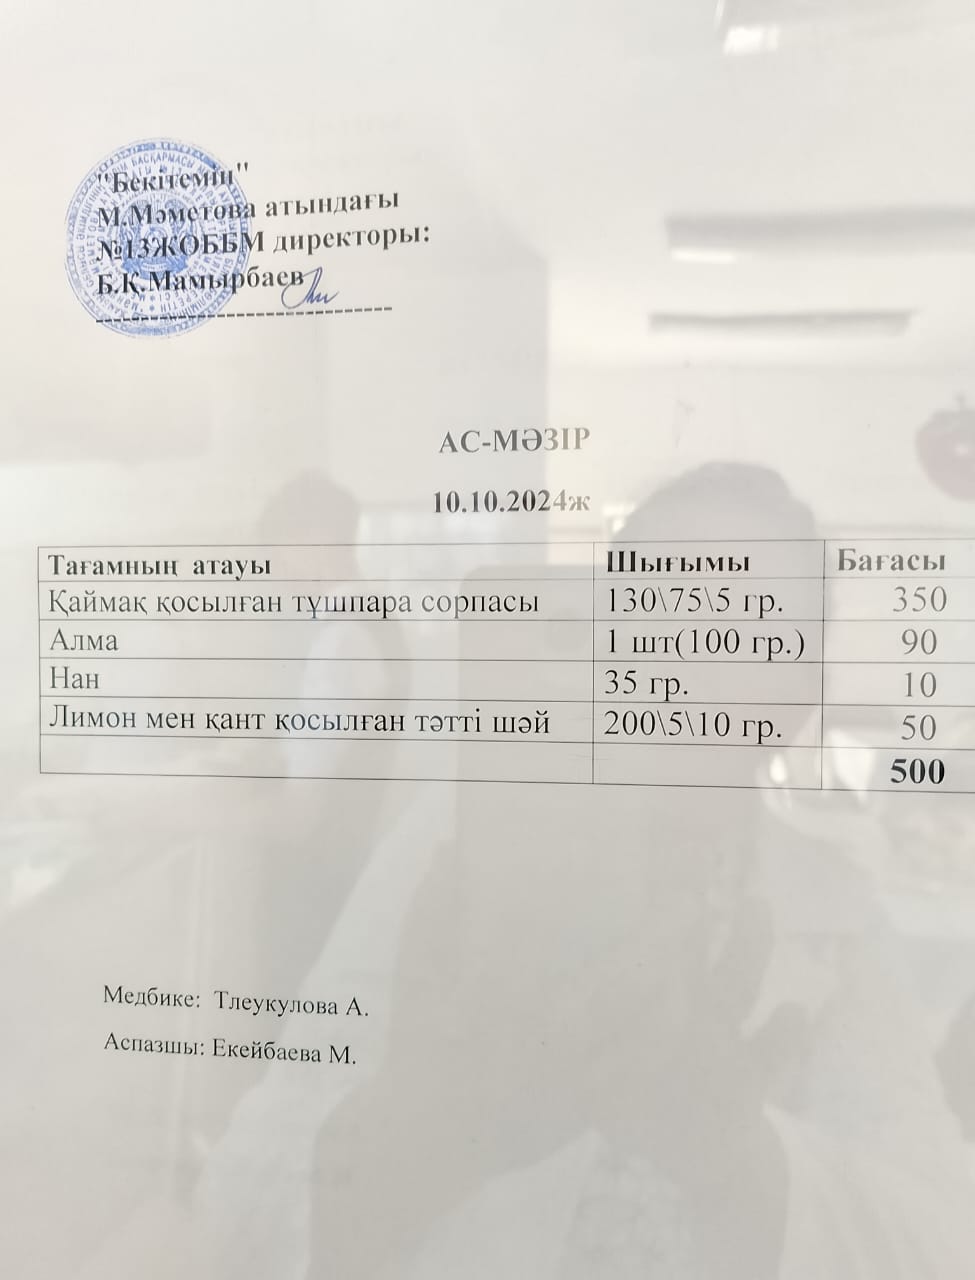 "Бекітемін"
М.Мәметова атындағы
№13ЖОББМ директоры:
Б.Қ.Мамырбаев
АС-МӘЗІР
10.10.2024ж
Тағамның атауы Шығымы Бағасы
Қаймақ қосылған тұшпара сорпасы 130\75\5 гр. 350
Алма 1 шт(100 гр.) 90
Нан 35 гр. 10
Лимон мен қант қосылған тәтті шәй 200\5\10 гр. 50
500
Медбике: Тлеукулова А.
Аспазшы: Екейбаева М.